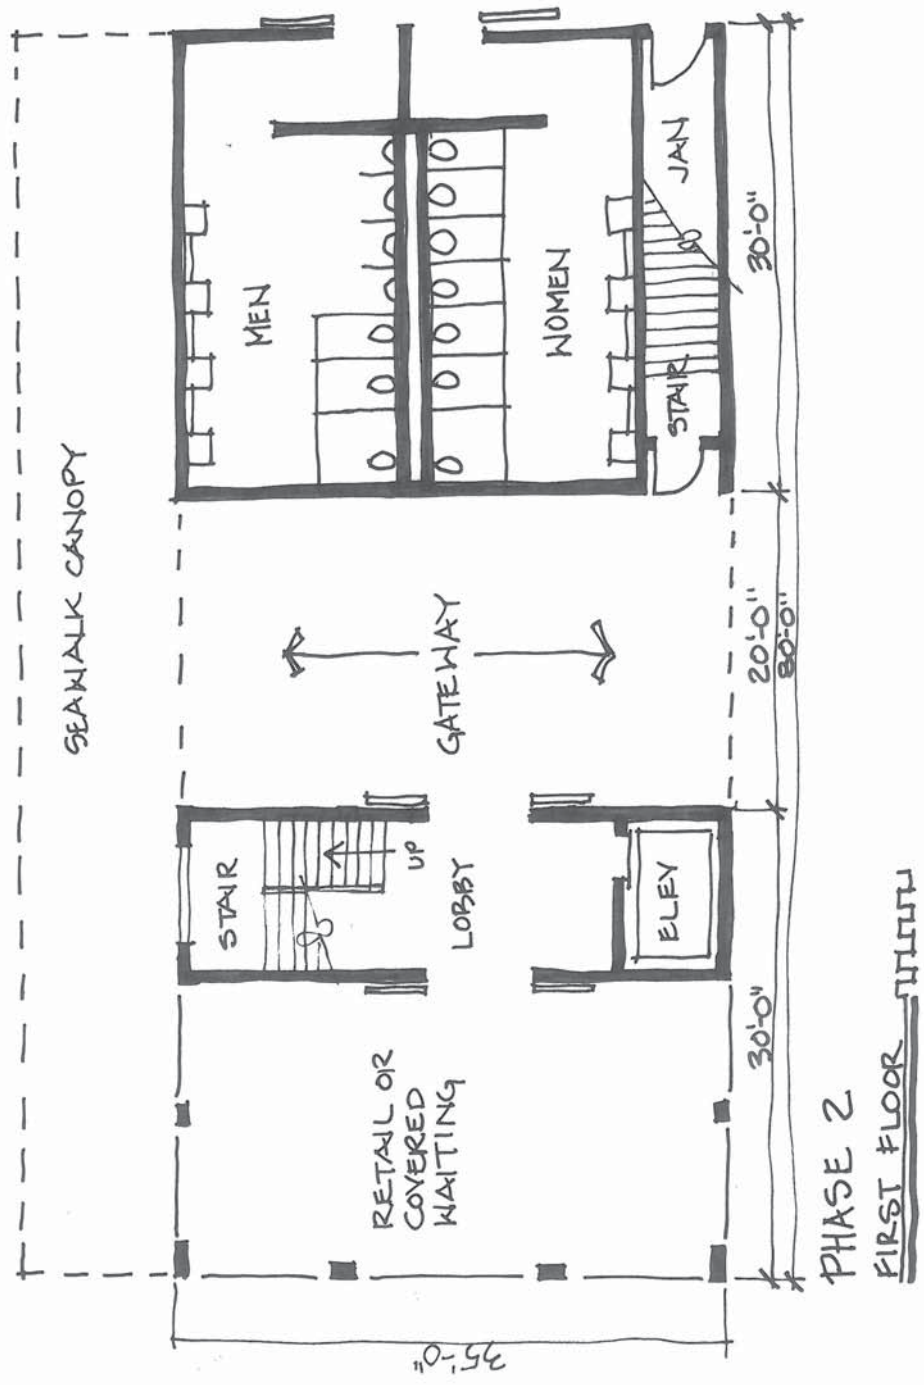 SEAWALK CANOPY
STAIR
UP
LOBBY
ELEV
RETAIL OR
COVERED
WAITING
GATEWAY
MEN
WOMEN
STAIR
JAN
35'-0"
30'-0"
20'-0"
30'-0"
80'-0"
PHASE 2
FIRST FLOOR